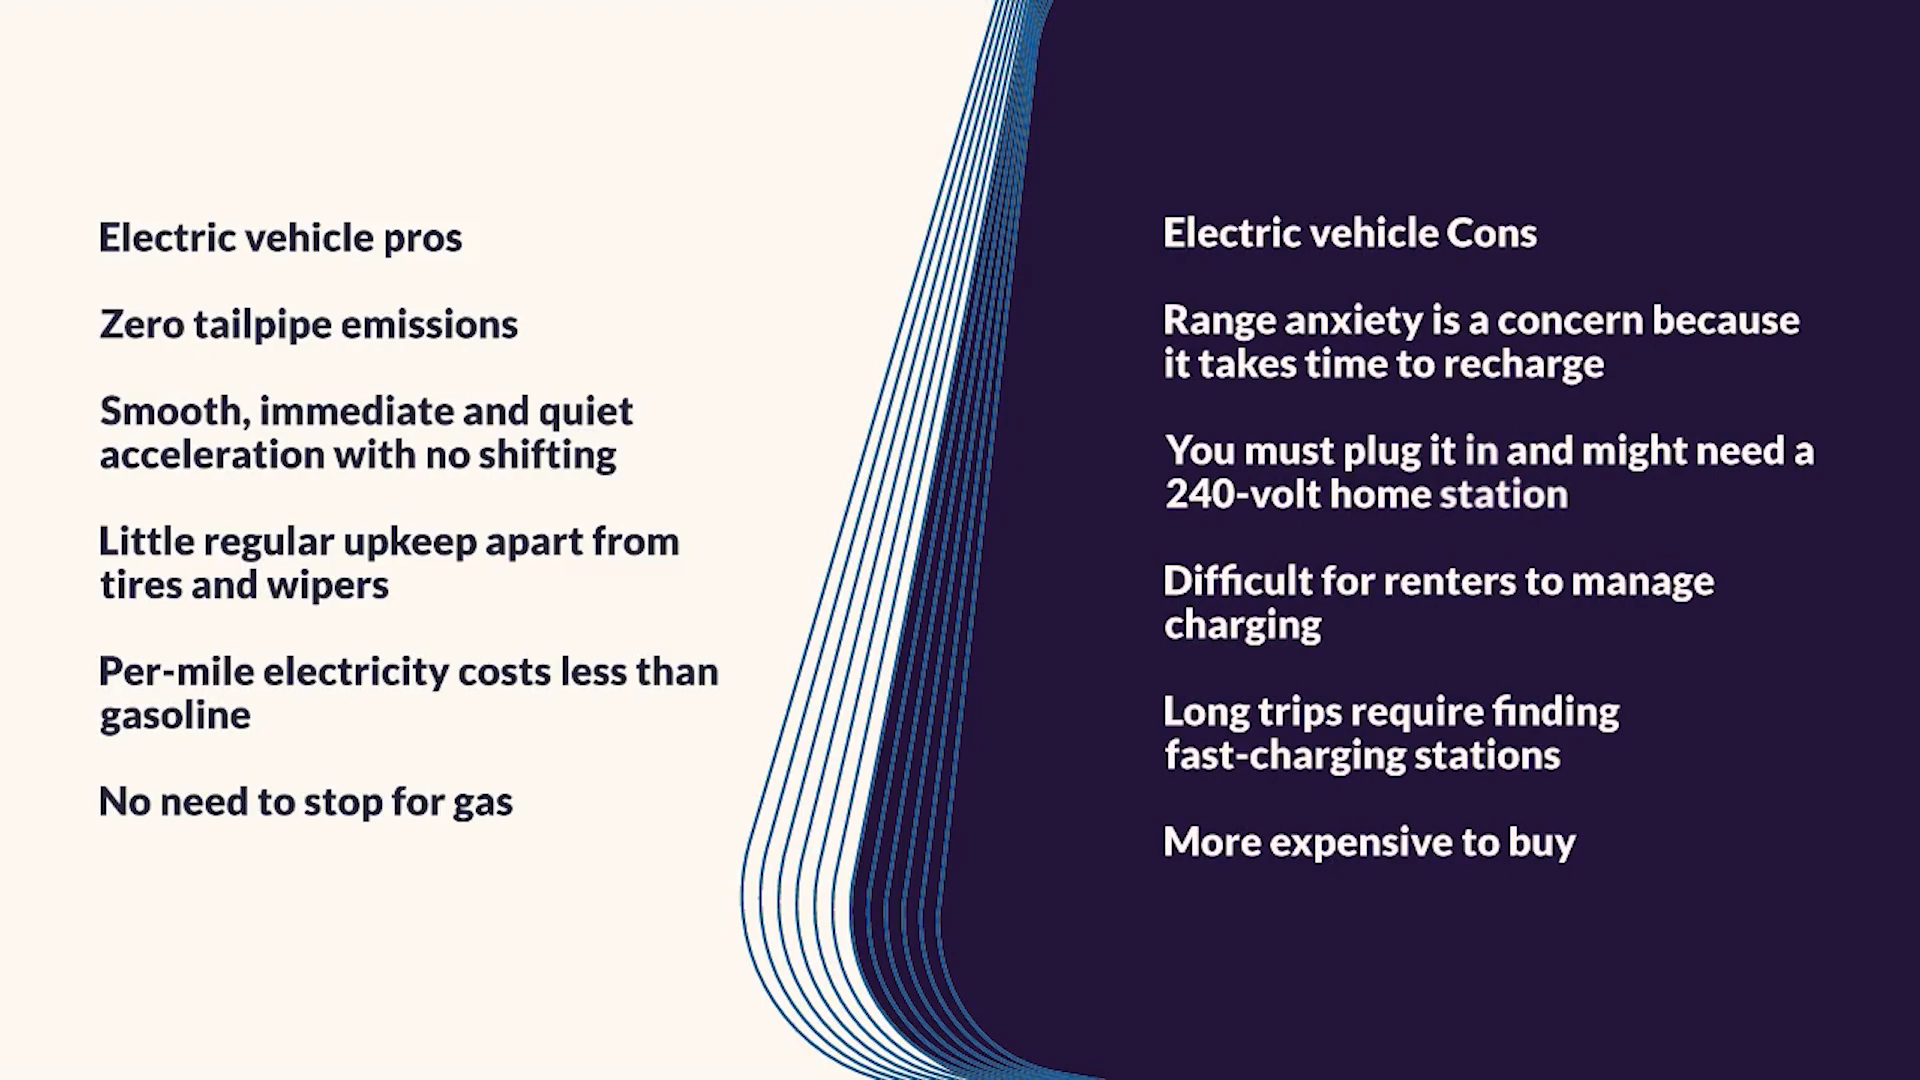 Electric vehicle pros
Zero tailpipe emissions
Smooth, immediate and quiet
acceleration with no shifting
Little regular upkeep apart from
tires and wipers
Per-mile electricity costs less than
gasoline
No need to stop for gas
Electric vehicle Cons
Range anxiety is a concern because
it takes time to recharge
You must plug it in and might need a
240-volt home station
Difficult for renters to manage
charging
Long trips require finding
fast-charging stations
More expensive to buy